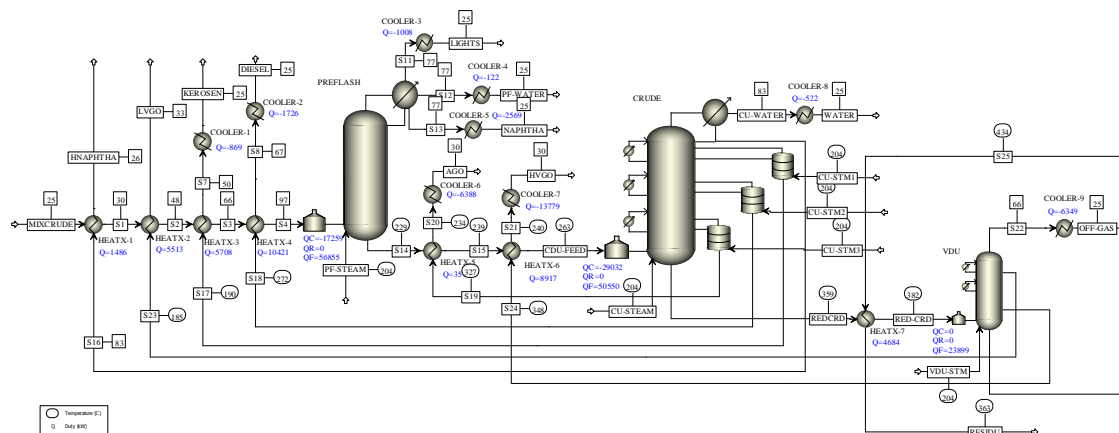 COOLER-3
Q=-1008
25
LIGHTS
S11
77
77
COOLER-4
Q=-122
25
S12
PF-WATER
77
COOLER-5
25
S13
Q=-2569
NAPHTHA
DIESEL
25
KEROSEN
25
COOLER-2
Q=-1726
LVGO
33
HNAPHTHA
26
COOLER-1
Q=-869
S8
67
S7
50
PREFLASH
CRUDE
83
CU-WATER
COOLER-8
Q=-522
25
WATER
30
AGO
COOLER-6
Q=-6388
30
HVGO
COOLER-7
Q=-13779
204
CU-STM1
204
CU-STM2
204
CU-STM3
434
S25
66
S22
COOLER-9
Q=-6349
25
OFF-GAS
VDU
25
MIXCRUDE
HEATX-1
Q=1486
30
S1
HEATX-2
Q=5513
48
S2
HEATX-3
Q=5708
66
S3
HEATX-4
Q=10421
97
S4
QC=-17259
QR=0
QF=56855
PF-STEAM
204
229
S14
S20
234
HEATX-5
239
S15
S21
240
HEATX-6
Q=8917
263
CDU-FEED
QC=-29032
QR=0
QF=50550
327
S19
S24
348
204
CU-STEAM
S18
272
S17
190
S23
185
S16
83
359
REDCRD
HEATX-7
Q=4684
382
RED-CRD
QC=0
QR=0
QF=23899
VDU-STM
204
363
RESIDU
Temperature (C)
Q Duty (kW)